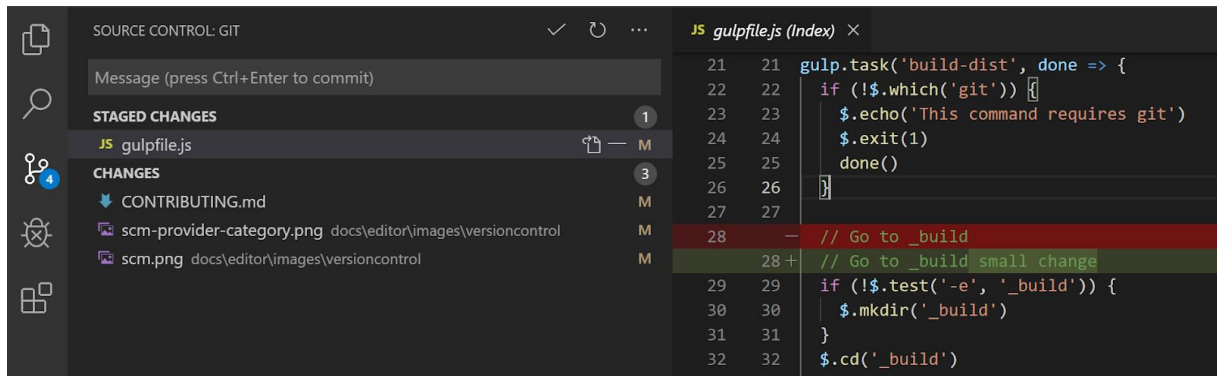 SOURCE CONTROL: GIT
Message (press Ctrl+Enter to commit)
STAGED CHANGES 1
JS gulpfile.js M
CHANGES 3
CONTRIBUTING.md M
scm-provider-category.png docs\editor\images\versioncontrol M
scm.png docs\editor\images\versioncontrol M
4
JS gulpfile.js (Index)
21 21 gulp.task('build-dist', done => {
22 22 if (!$.which('git')) {
23 23 $.echo('This command requires git')
24 24 $.exit(1)
25 25 done()
26 26 }
27 27
28 — // Go to _build
28 + // Go to _build small change
29 29 if (!$.test('-e', '_build')) {
30 30 $.mkdir('_build')
31 31 }
32 32 $.cd('_build')